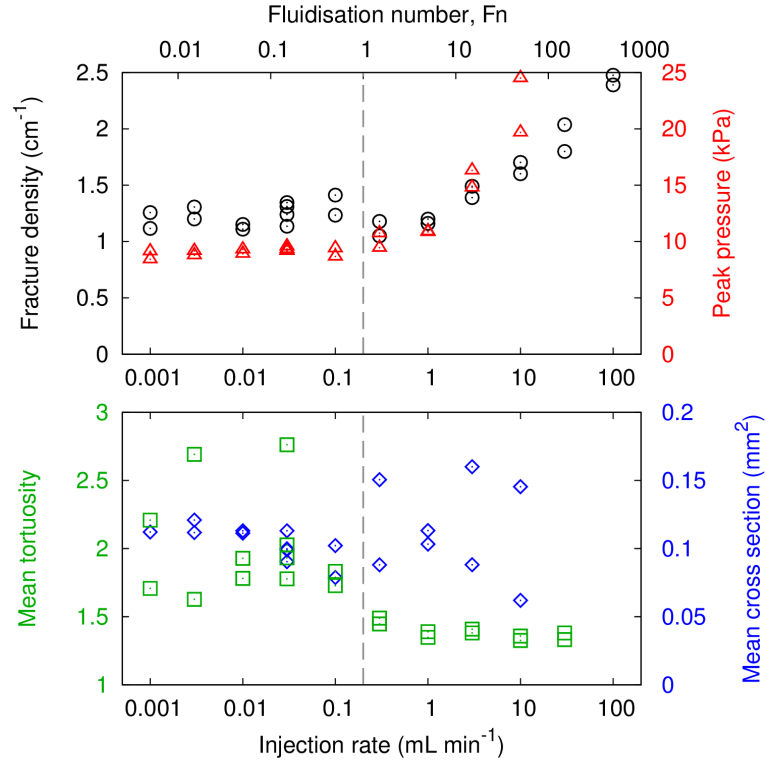 Fluidisation number, Fn
0.01 0.1 1 10 100 1000
2.5 25
2 20
1.5 15
1 10
0.5 5
0 0
Fracture density (cm⁻¹)
Peak pressure (kPa)
0.001 0.01 0.1 1 10 100
3 0.2
2.5 0.15
2 0.1
1.5 0.05
1 0
Mean tortuosity
Mean cross section (mm²)
0.001 0.01 0.1 1 10 100
Injection rate (mL min⁻¹)